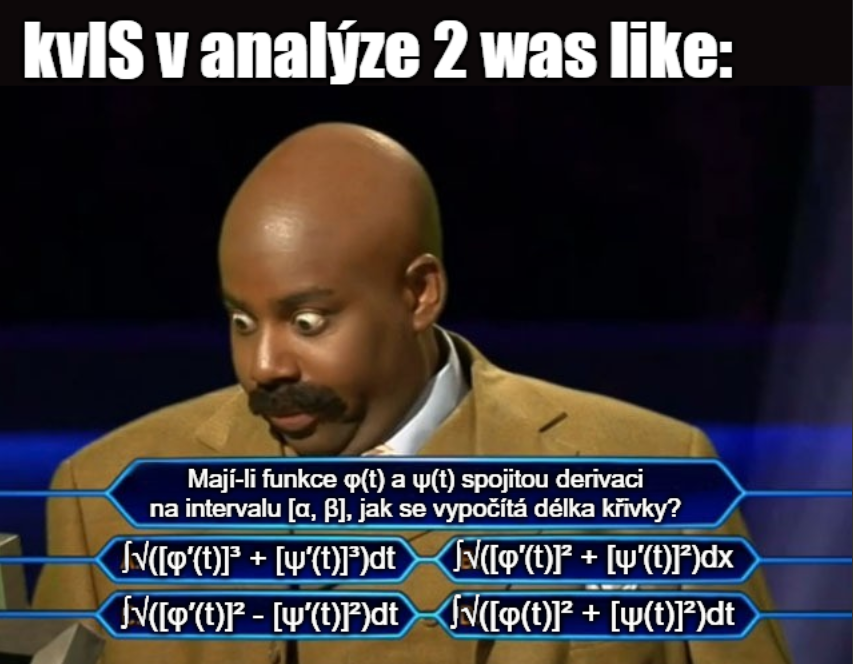 kvIS v analýze 2 was like:
Mají-li funkce φ(t) a ψ(t) spojitou derivaci
na intervalu [α, β], jak se vypočítá délka křivky?
∫√([φ′(t)]³ + [ψ′(t)]³)dt
∫√([φ′(t)]² + [ψ′(t)]²)dx
∫√([φ′(t)]² - [ψ′(t)]²)dt
∫√([φ(t)]² + [ψ(t)]²)dt